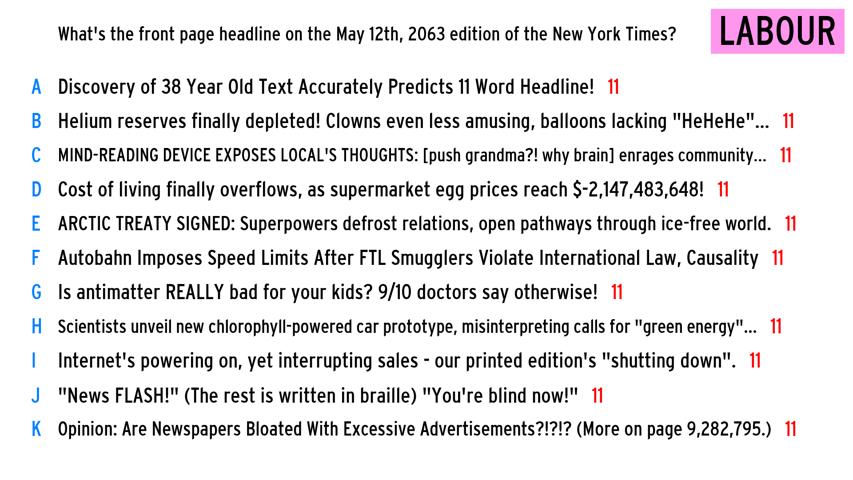 What's the front page headline on the May 12th, 2063 edition of the New York Times?
LABOUR
A Discovery of 38 Year Old Text Accurately Predicts 11 Word Headline! 11
B Helium reserves finally depleted! Clowns even less amusing, balloons lacking "HeHeHe"... 11
C MIND-READING DEVICE EXPOSES LOCAL'S THOUGHTS: [push grandma?! why brain] enrages community... 11
D Cost of living finally overflows, as supermarket egg prices reach $-2,147,483,648! 11
E ARCTIC TREATY SIGNED: Superpowers defrost relations, open pathways through ice-free world. 11
F Autobahn Imposes Speed Limits After FTL Smugglers Violate International Law, Causality 11
G Is antimatter REALLY bad for your kids? 9/10 doctors say otherwise! 11
H Scientists unveil new chlorophyll-powered car prototype, misinterpreting calls for "green energy"... 11
I Internet's powering on, yet interrupting sales - our printed edition's "shutting down". 11
J "News FLASH!" (The rest is written in braille) "You're blind now!" 11
K Opinion: Are Newspapers Bloated With Excessive Advertisements?!?!? (More on page 9,282,795.) 11